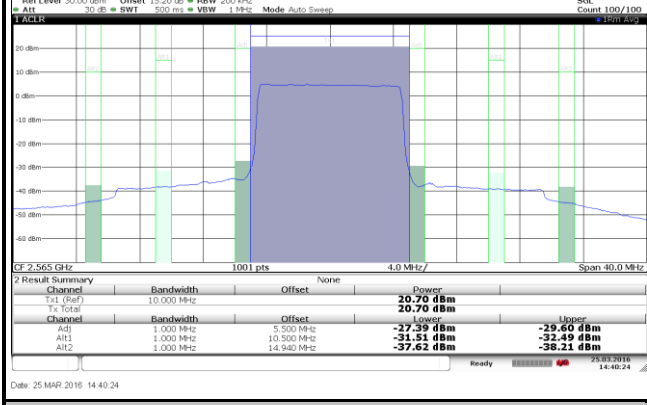 Ref Level 30.00 dBm Offset 15.20 dB RBW 200 kHz SGL
Att 30 dB SWT 500 ms VBW 1 MHz Mode Auto Sweep Count 100/100
1 ACLR 1Rm Avg
20 dBm
10 dBm
0 dBm
-10 dBm
-20 dBm
-30 dBm
-40 dBm
-50 dBm
-60 dBm
CF 2.565 GHz 1001 pts 4.0 MHz/ Span 40.0 MHz
2 Result Summary None
Channel Bandwidth Offset Power
Tx1 (Ref) 10.000 MHz 20.70 dBm
Tx Total 20.70 dBm
Channel Bandwidth Offset Lower Upper
Adj 1.000 MHz 5.500 MHz -27.39 dBm -29.60 dBm
Alt1 1.000 MHz 10.500 MHz -31.51 dBm -32.49 dBm
Alt2 1.000 MHz 14.940 MHz -37.62 dBm -38.21 dBm
Ready 25.03.2016
14:40:24
Date: 25.MAR.2016 14:40:24